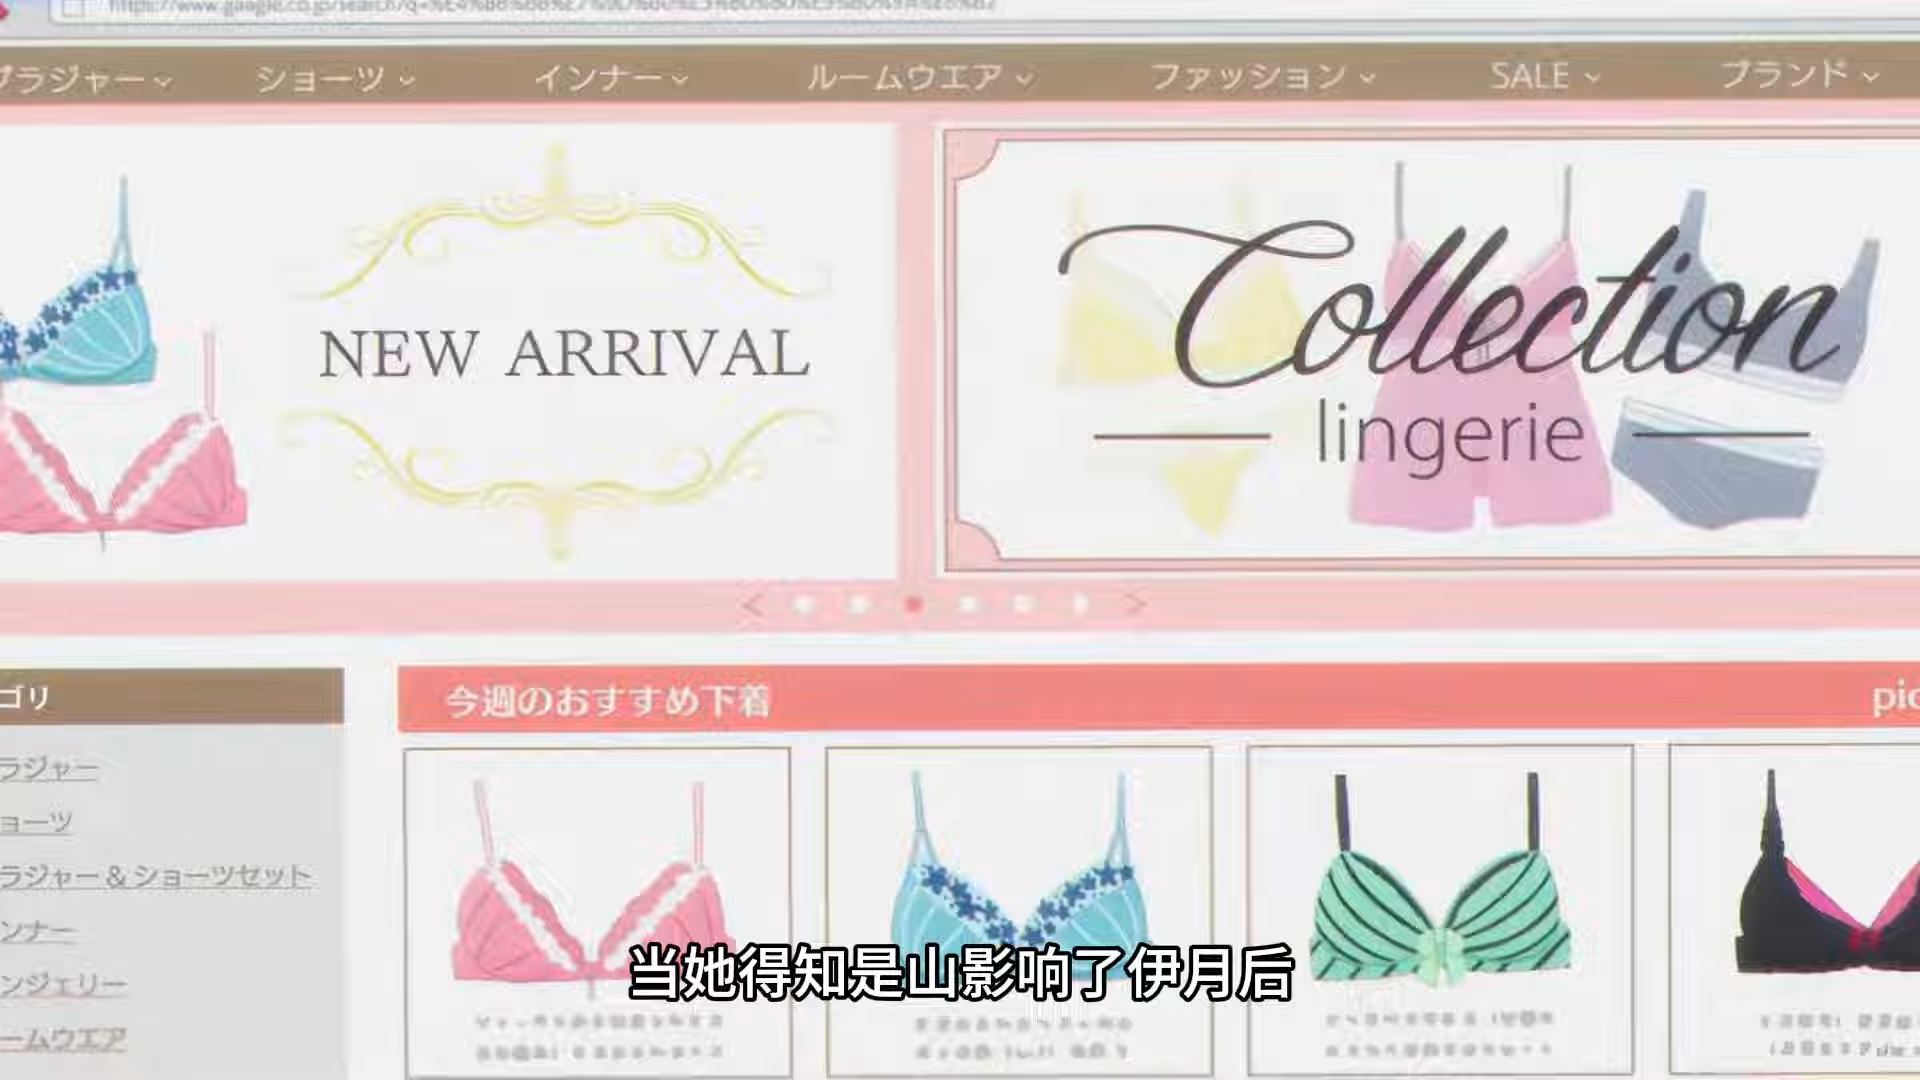 ブラジャー ショーツ インナー ルームウエア ファッション SALE ブランド
NEW ARRIVAL
Collection
lingerie
ゴリ
今週のおすすめ下着
pic
ラジャー
ョーツ
ラジャー＆ショーツセット
ンナー
ンジェリー
ームウエア
当她得知是山影响了伊月后